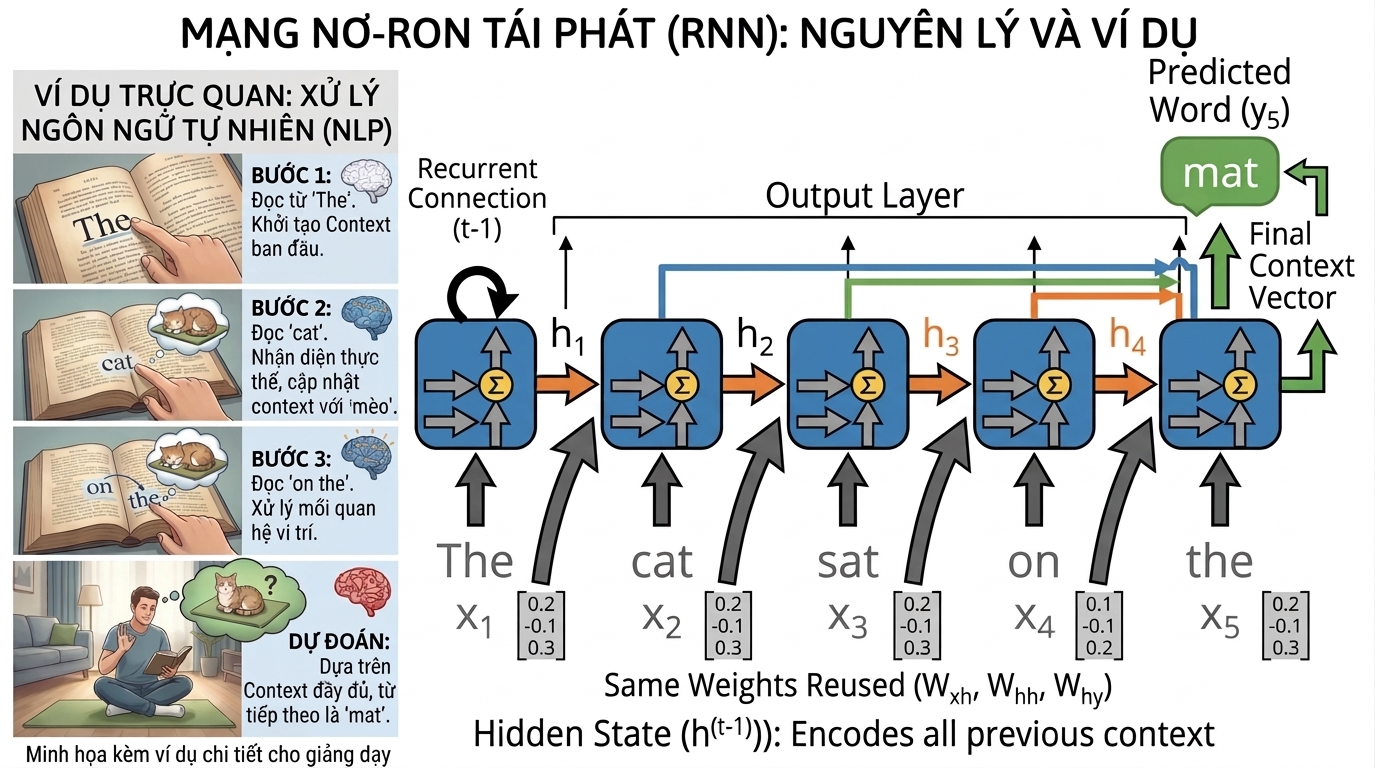 MẠNG NƠ-RON TÁI PHÁT (RNN): NGUYÊN LÝ VÀ VÍ DỤ
VÍ DỤ TRỰC QUAN: XỬ LÝ
NGÔN NGỮ TỰ NHIÊN (NLP)
The
BƯỚC 1:
Đọc từ 'The'.
Khởi tạo Context
ban đầu.
cat
BƯỚC 2:
Đọc 'cat'.
Nhận diện thực
thế, cập nhật
context với 'mèo'.
on the
BƯỚC 3:
Đọc 'on the'.
Xử lý mối quan
hệ vi trí.
?
DỰ ĐOÁN:
Dựa trên
Context đầy đủ, từ
tiếp theo là 'mat'.
Minh họa kèm ví dụ chi tiết cho giảng dạy
Recurrent
Connection
(t-1)
Output Layer
Predicted
Word (y₅)
mat
Final
Context
Vector
h₁ h₂ h₃ h₄
Σ Σ Σ Σ Σ
The cat sat on the
x₁ x₂ x₃ x₄ x₅
0.2 0.2 0.2 0.1 0.2
-0.1 -0.1 -0.1 -0.1 -0.1
0.3 0.3 0.3 0.2 0.3
Same Weights Reused (Wxh, Whh, Why)
Hidden State (h⁽ᵗ⁻¹⁾)): Encodes all previous context